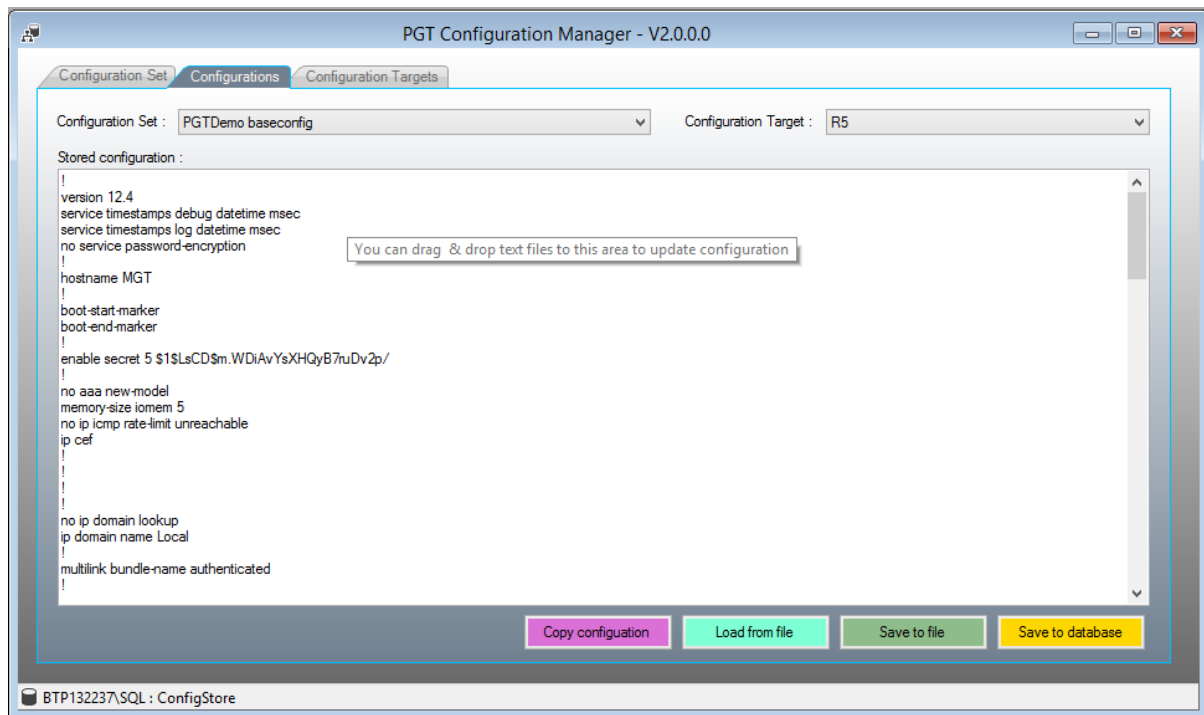 PGT Configuration Manager - V2.0.0.0
Configuration Set Configurations Configuration Targets
Configuration Set : PGTDemo baseconfig Configuration Target : R5
Stored configuration :
!
version 12.4
service timestamps debug datetime msec
service timestamps log datetime msec
no service password-encryption
You can drag & drop text files to this area to update configuration
!
hostname MGT
!
boot-start-marker
boot-end-marker
!
enable secret 5 $1$LsCD$m.WDiAvYsXHQyB7ruDv2p/
!
no aaa new-model
memory-size iomem 5
no ip icmp rate-limit unreachable
ip cef
!
!
!
!
no ip domain lookup
ip domain name Local
!
multilink bundle-name authenticated
!
Copy configuation Load from file Save to file Save to database
BTP132237\SQL : ConfigStore